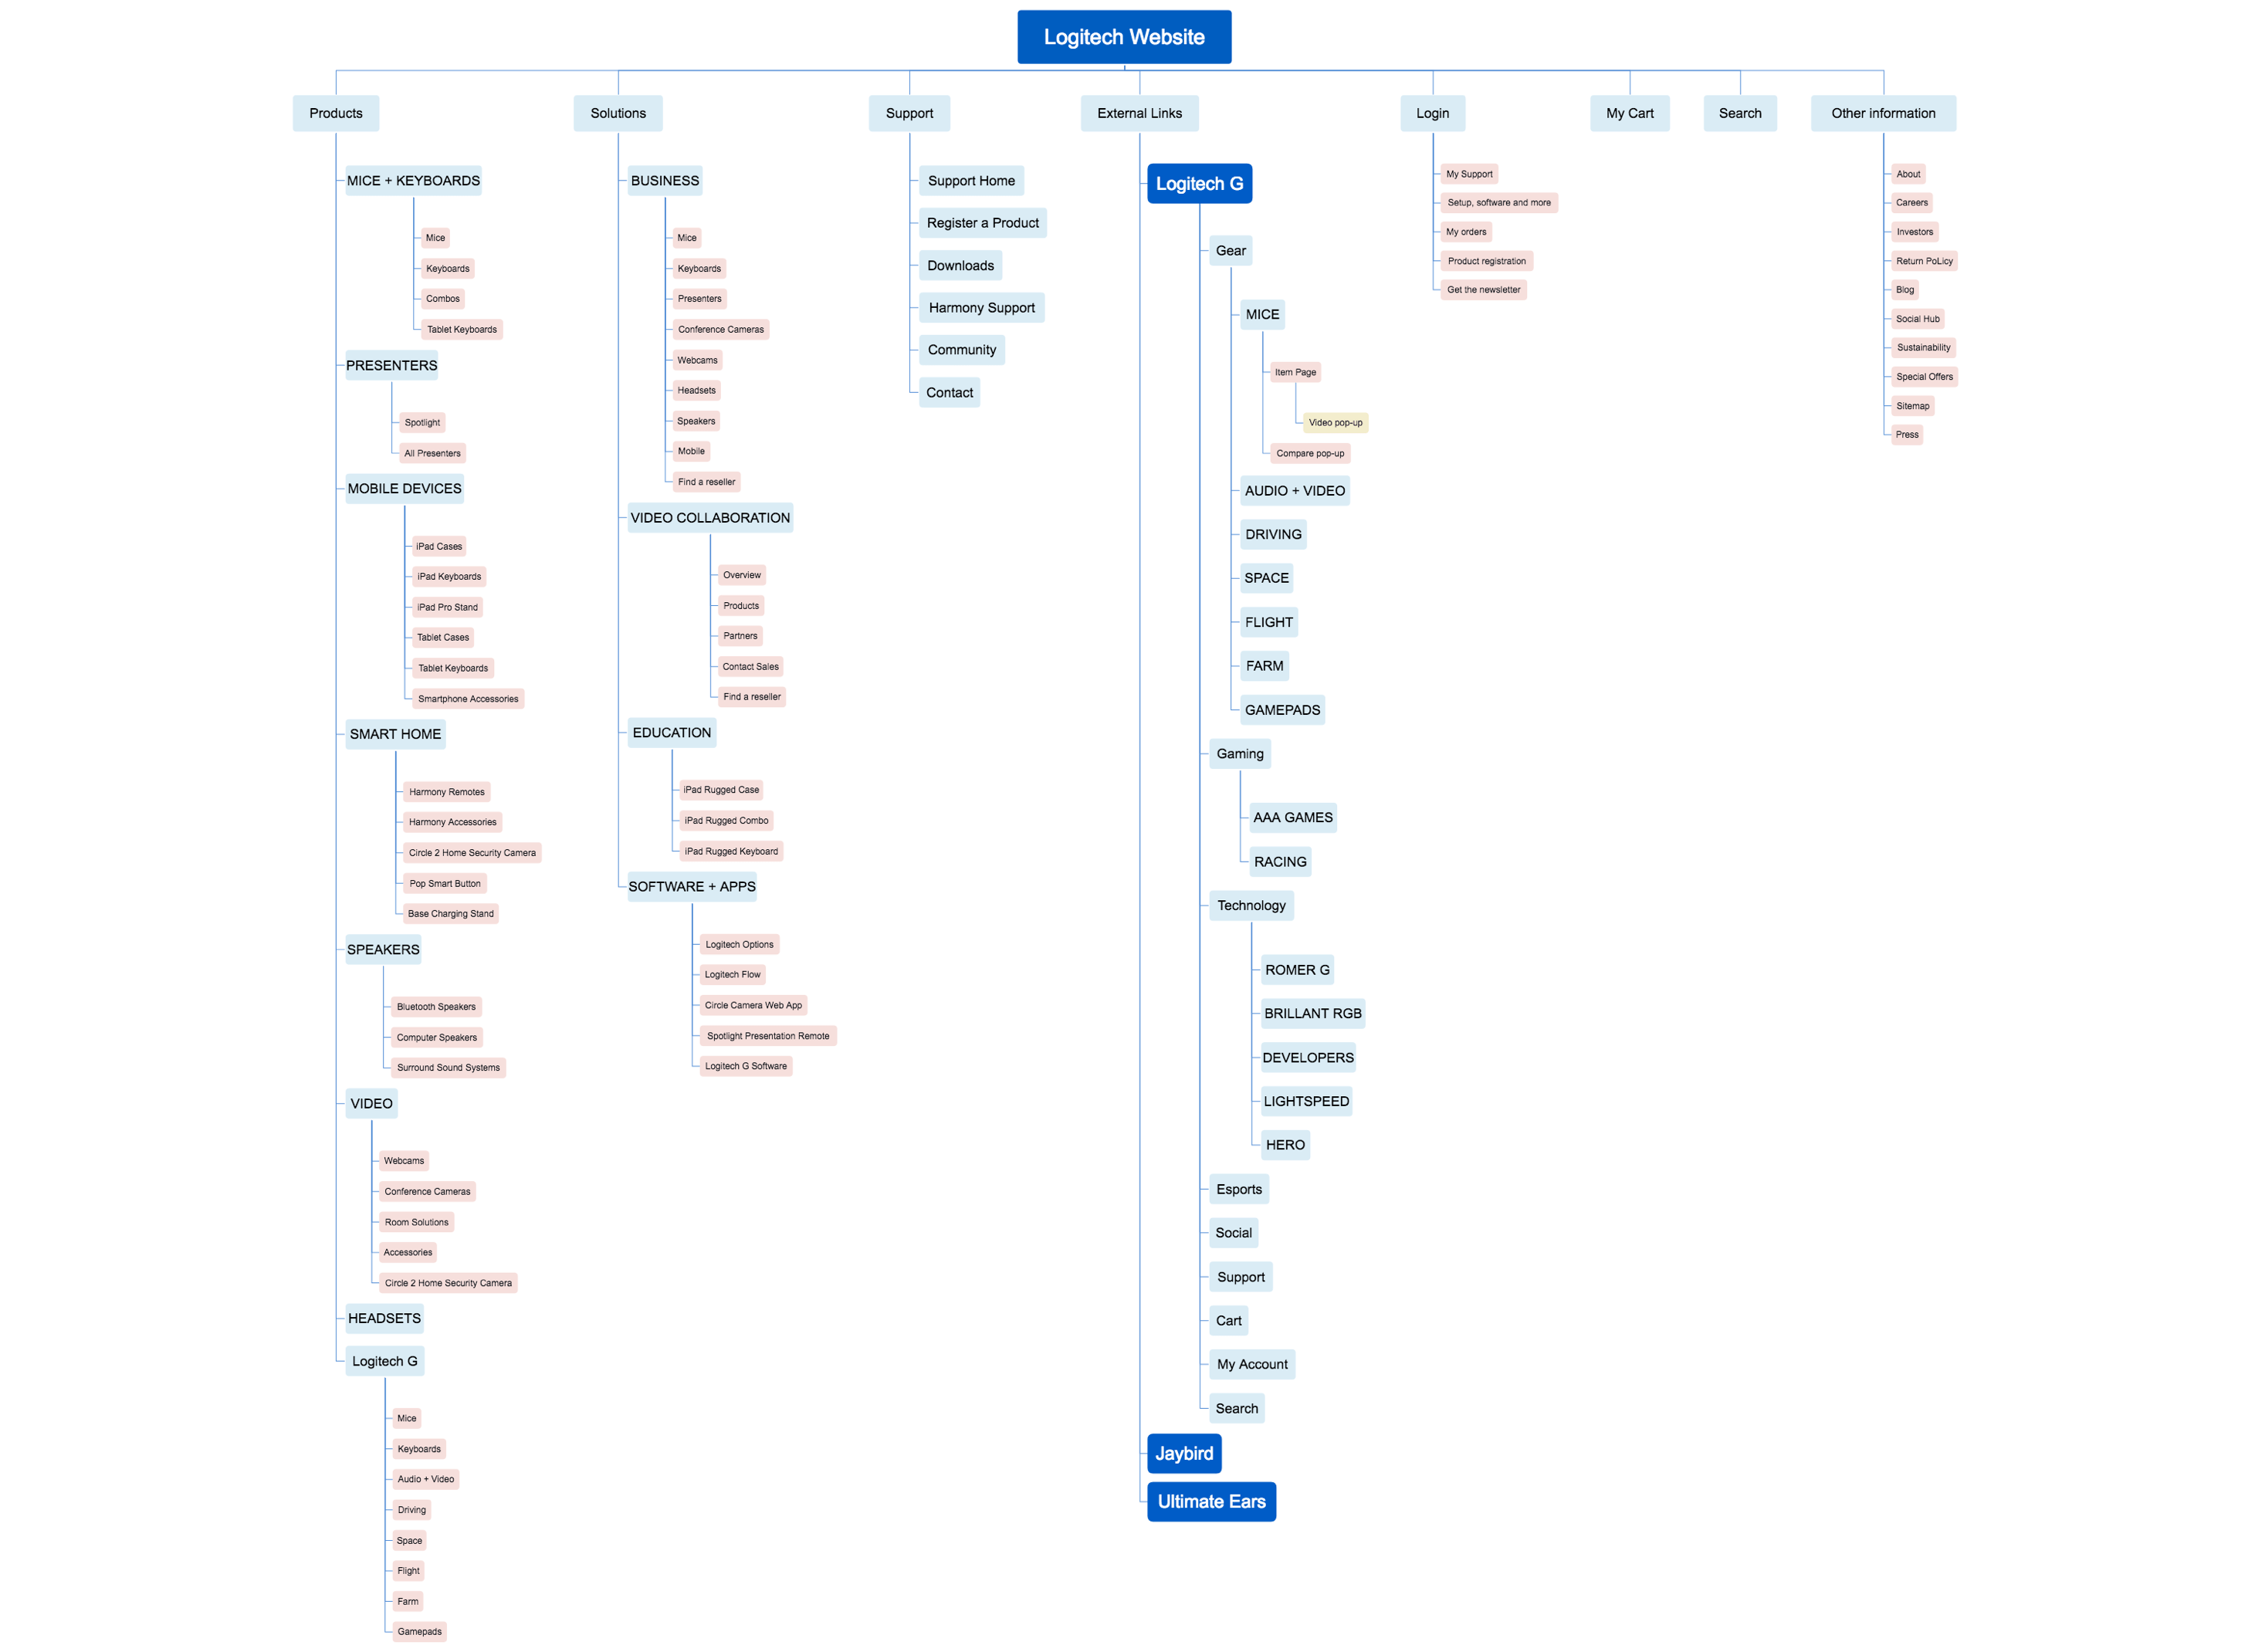 Logitech Website
Products
Solutions
Support
External Links
Login
My Cart
Search
Other information
MICE + KEYBOARDS
Mice
Keyboards
Combos
Tablet Keyboards
PRESENTERS
Spotlight
All Presenters
MOBILE DEVICES
iPad Cases
iPad Keyboards
iPad Pro Stand
Tablet Cases
Tablet Keyboards
Smartphone Accessories
SMART HOME
Harmony Remotes
Harmony Accessories
Circle 2 Home Security Camera
Pop Smart Button
Base Charging Stand
SPEAKERS
Bluetooth Speakers
Computer Speakers
Surround Sound Systems
VIDEO
Webcams
Conference Cameras
Room Solutions
Accessories
Circle 2 Home Security Camera
HEADSETS
Logitech G
Mice
Keyboards
Audio + Video
Driving
Space
Flight
Farm
Gamepads
BUSINESS
Mice
Keyboards
Presenters
Conference Cameras
Webcams
Headsets
Speakers
Mobile
Find a reseller
VIDEO COLLABORATION
Overview
Products
Partners
Contact Sales
Find a reseller
EDUCATION
iPad Rugged Case
iPad Rugged Combo
iPad Rugged Keyboard
SOFTWARE + APPS
Logitech Options
Logitech Flow
Circle Camera Web App
Spotlight Presentation Remote
Logitech G Software
Support Home
Register a Product
Downloads
Harmony Support
Community
Contact
Logitech G
Gear
MICE
Item Page
Video pop-up
Compare pop-up
AUDIO + VIDEO
DRIVING
SPACE
FLIGHT
FARM
GAMEPADS
Gaming
AAA GAMES
RACING
Technology
ROMER G
BRILLANT RGB
DEVELOPERS
LIGHTSPEED
HERO
Esports
Social
Support
Cart
My Account
Search
Jaybird
Ultimate Ears
My Support
Setup, software and more
My orders
Product registration
Get the newsletter
About
Careers
Investors
Return PoLicy
Blog
Social Hub
Sustainability
Special Offers
Sitemap
Press